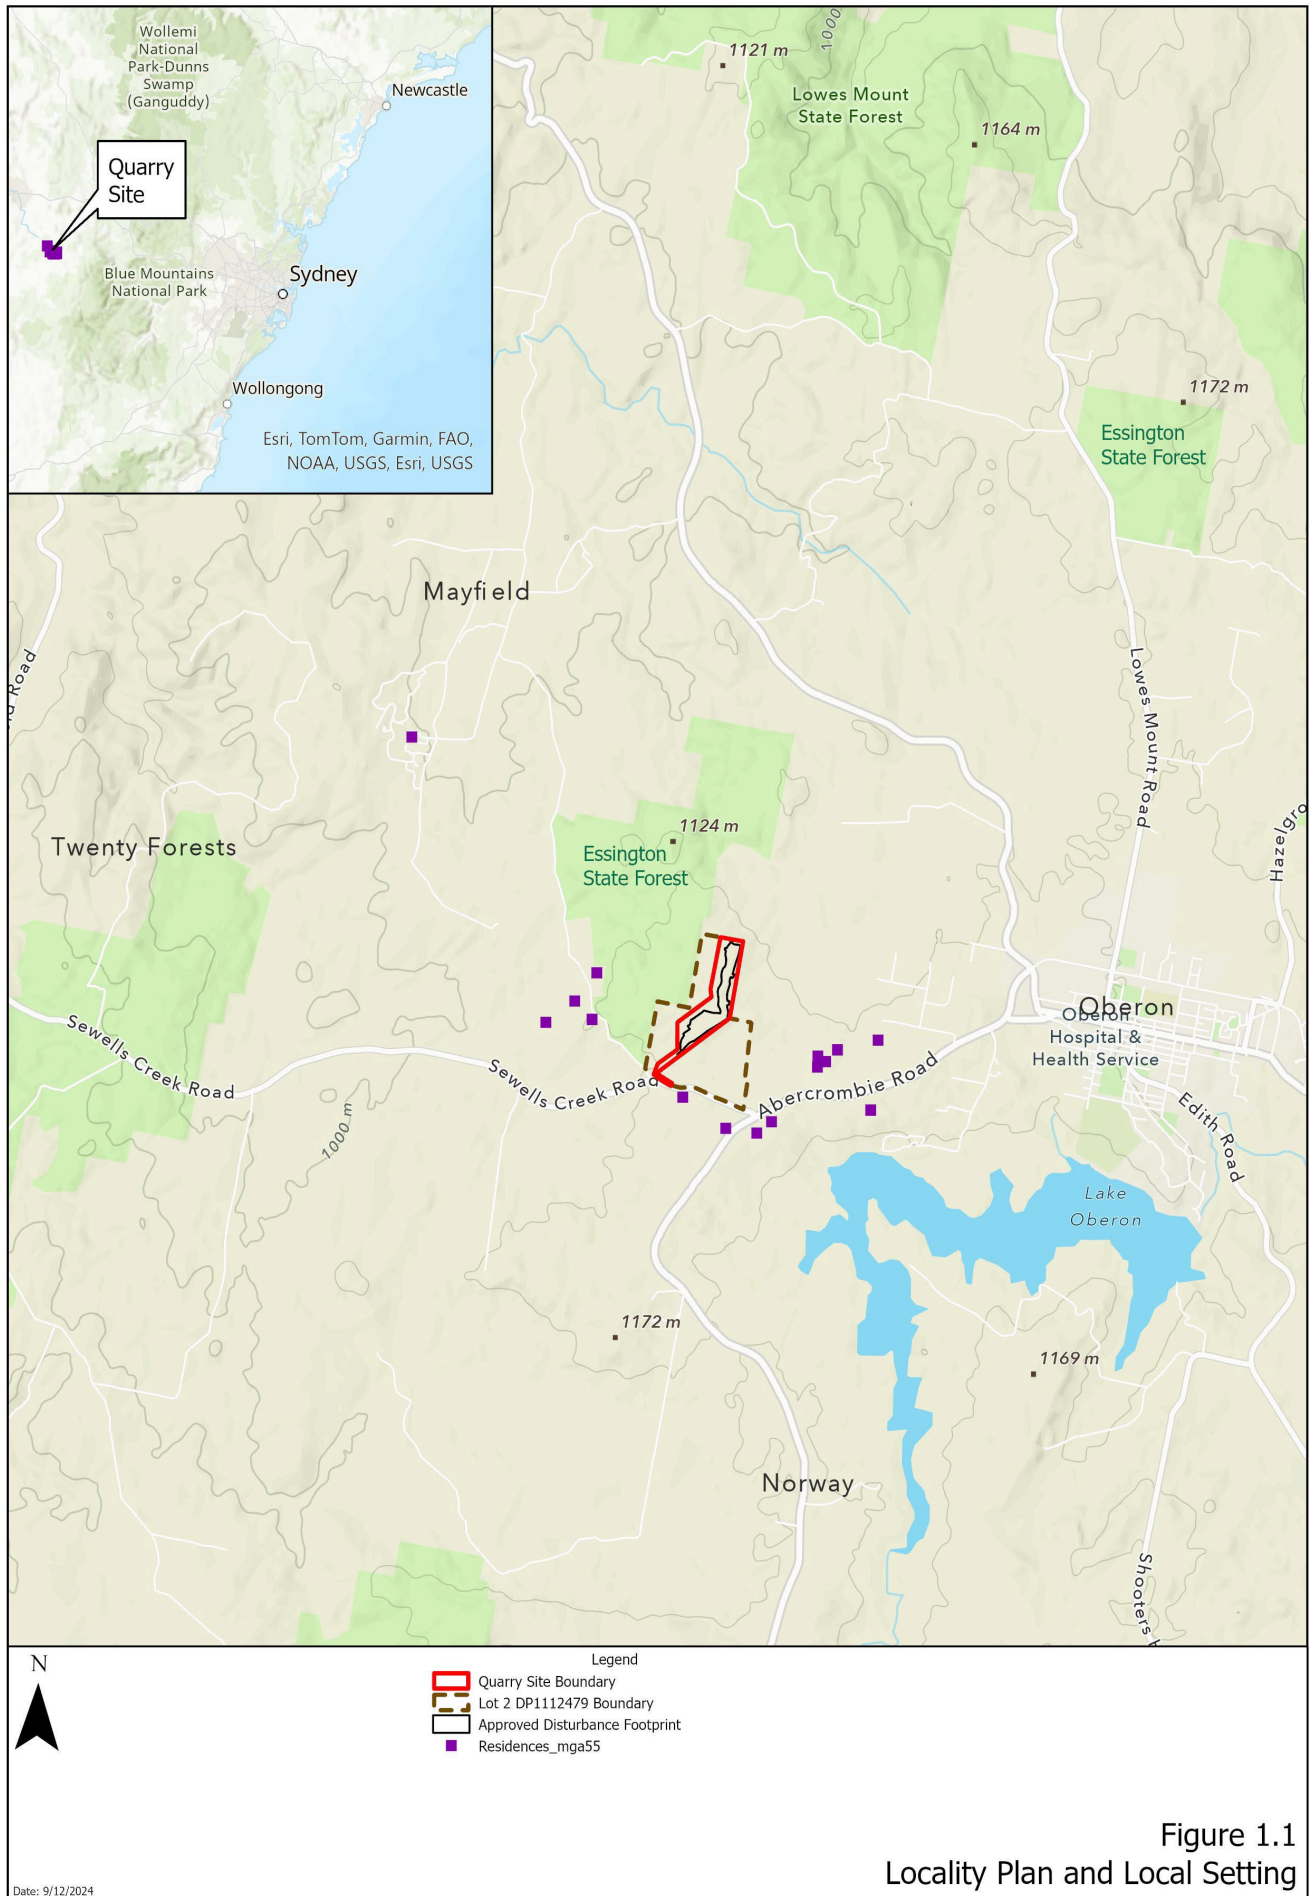 Wollemi
National
Park-Dunns
Swamp
(Ganguddy)
Newcastle
Quarry
Site
Blue Mountains
National Park
Sydney
Wollongong
Esri, TomTom, Garmin, FAO,
NOAA, USGS, Esri, USGS
1000
1121 m
Lowes Mount
State Forest
1164 m
1172 m
Essington
State Forest
Mayfield
Road
Lowes Mount Road
1124 m
Twenty Forests
Essington
State Forest
Hazelgro
Oberon
Oberon
Hospital &
Health Service
Sewells Creek Road
Sewells Creek Road
Abercrombie Road
Edith Road
1000 m
Lake
Oberon
1172 m
1169 m
Norway
Shooters H
N
Legend
Quarry Site Boundary
Lot 2 DP1112479 Boundary
Approved Disturbance Footprint
Residences_mga55
Figure 1.1
Locality Plan and Local Setting
Date: 9/12/2024